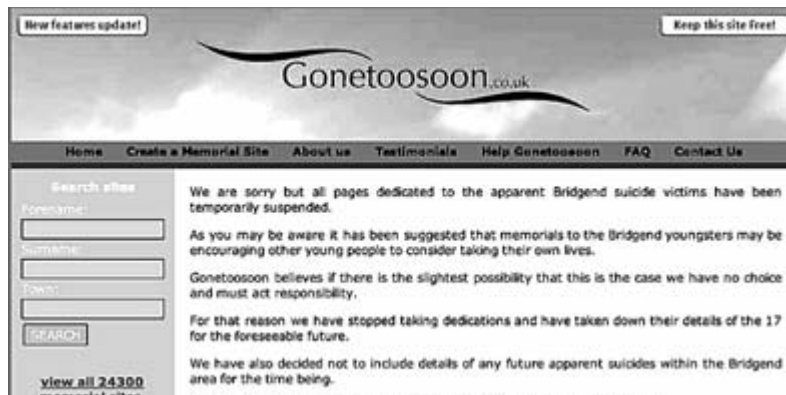 New features update!
Keep this site Free!
Gonetoosoon.co.uk
Home Create a Memorial Site About us Testimonials Help Gonetoosoon FAQ Contact Us
Search sites
Forename:
Surname:
Town:
SEARCH
view all 24300
memorial sites
We are sorry but all pages dedicated to the apparent Bridgend suicide victims have been
temporarily suspended.
As you may be aware it has been suggested that memorials to the Bridgend youngsters may be
encouraging other young people to consider taking their own lives.
Gonetoosoon believes if there is the slightest possibility that this is the case we have no choice
and must act responsibility.
For that reason we have stopped taking dedications and have taken down their details of the 17
for the foreseeable future.
We have also decided not to include details of any future apparent suicides within the Bridgend
area for the time being.